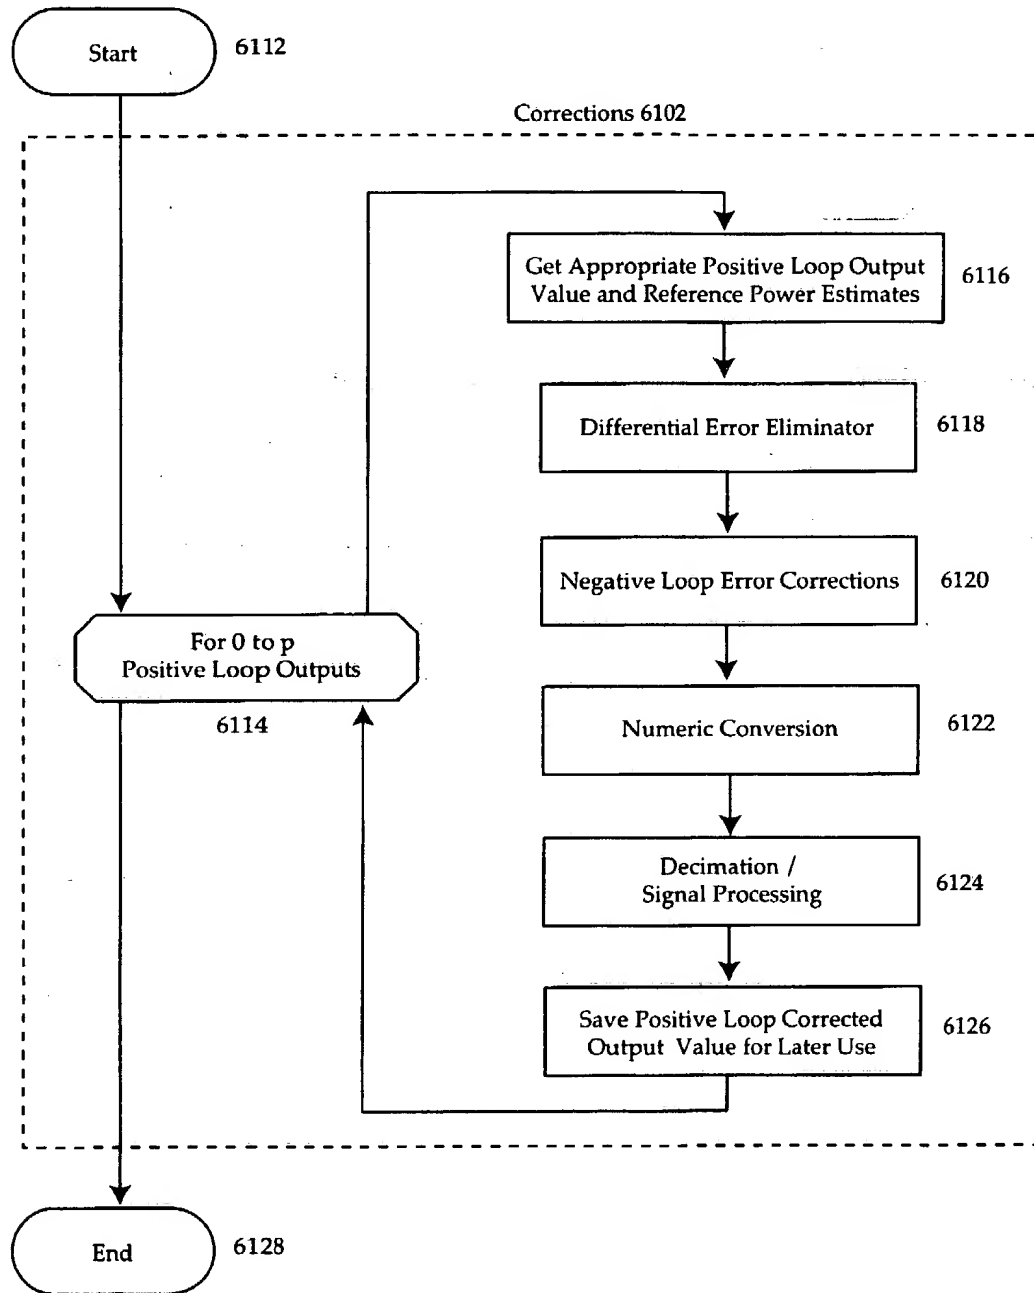 Start
6112
Corrections 6102
Get Appropriate Positive Loop Output
Value and Reference Power Estimates
6116
Differential Error Eliminator
6118
Negative Loop Error Corrections
6120
For 0 to p
Positive Loop Outputs
6114
Numeric Conversion
6122
Decimation /
Signal Processing
6124
Save Positive Loop Corrected
Output Value for Later Use
6126
End
6128